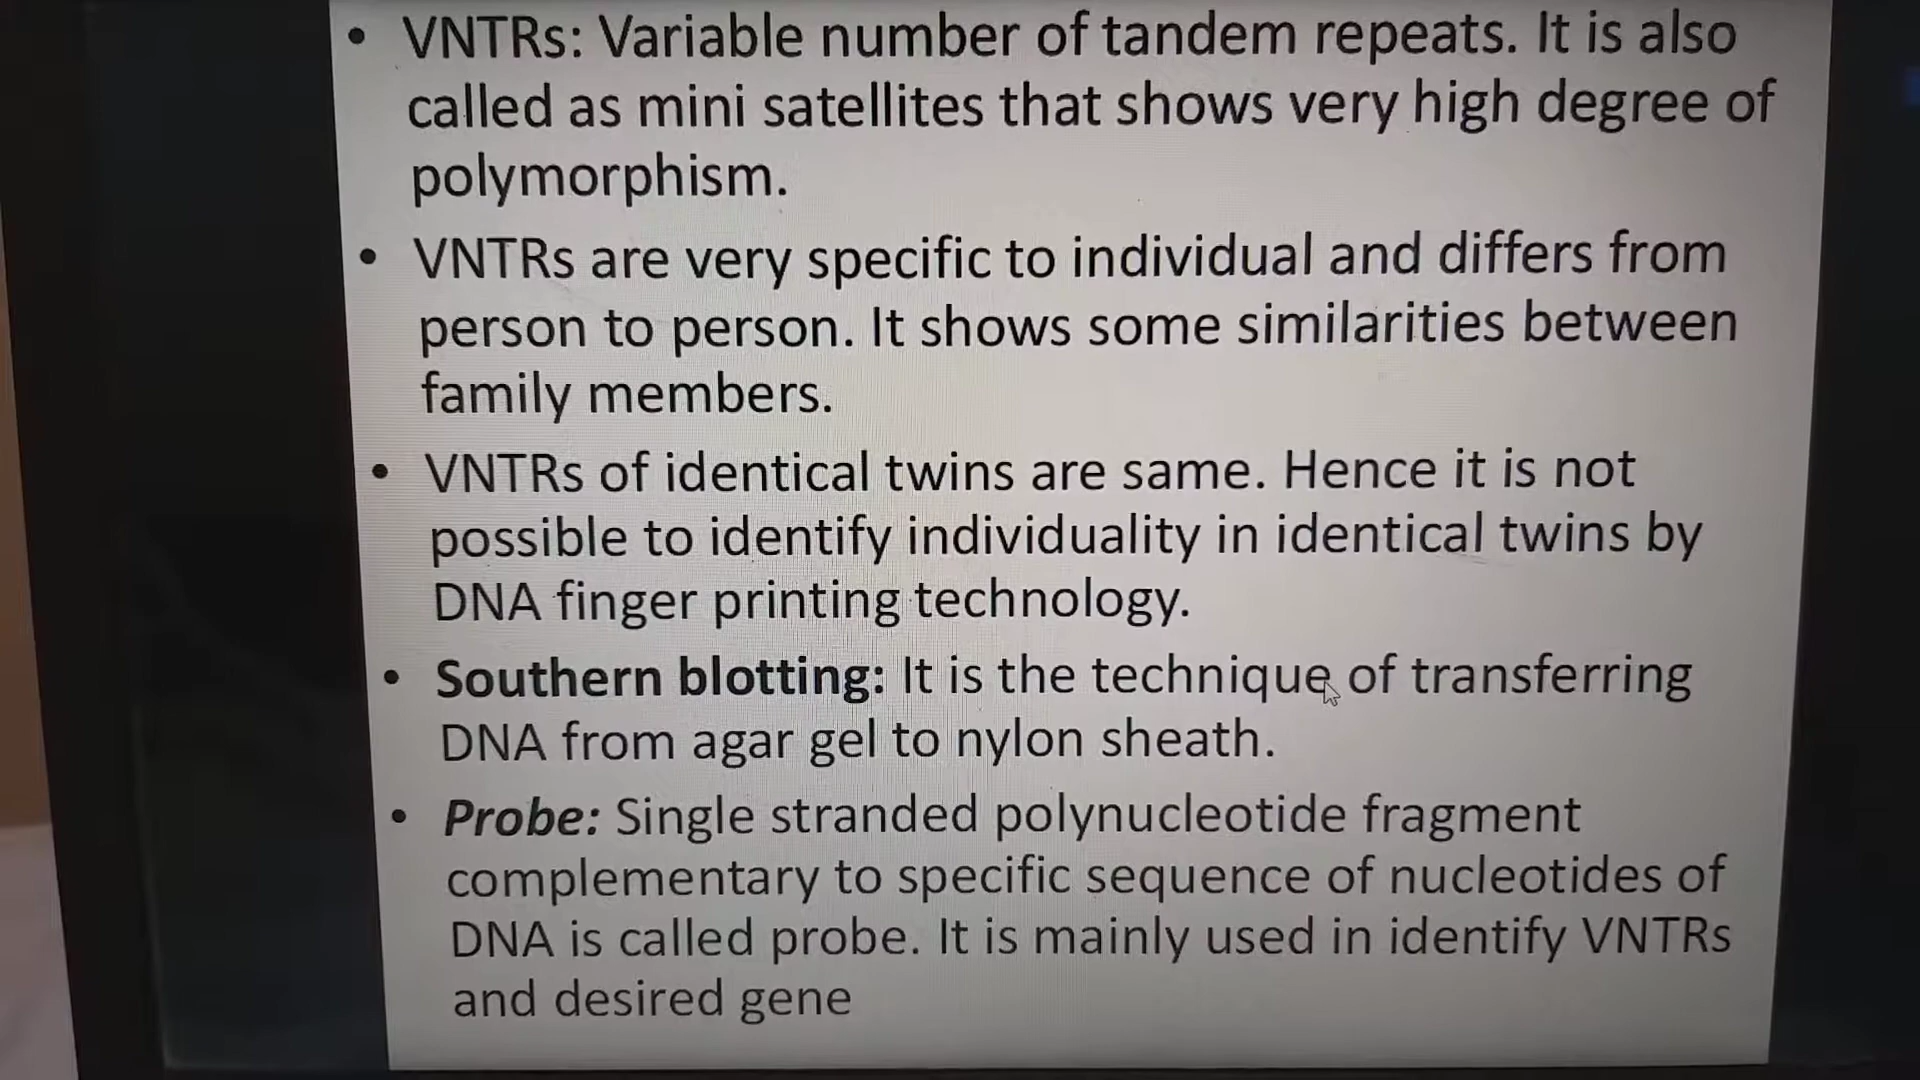 • VNTRs: Variable number of tandem repeats. It is also
called as mini satellites that shows very high degree of
polymorphism.
• VNTRs are very specific to individual and differs from
person to person. It shows some similarities between
family members.
• VNTRs of identical twins are same. Hence it is not
possible to identify individuality in identical twins by
DNA finger printing technology.
• Southern blotting: It is the technique of transferring
DNA from agar gel to nylon sheath.
• Probe: Single stranded polynucleotide fragment
complementary to specific sequence of nucleotides of
DNA is called probe. It is mainly used in identify VNTRs
and desired gene